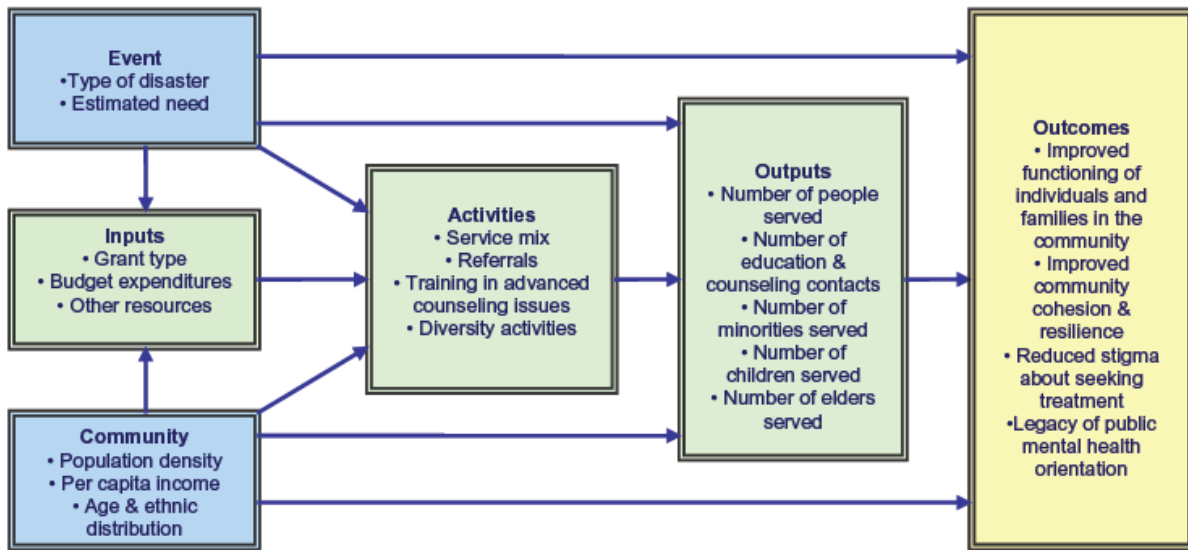 Event
•Type of disaster
• Estimated need
Inputs
• Grant type
• Budget expenditures
• Other resources
Community
• Population density
• Per capita income
• Age & ethnic
distribution
Activities
• Service mix
• Referrals
• Training in advanced
counseling issues
• Diversity activities
Outputs
• Number of people
served
• Number of
education &
counseling contacts
• Number of
minorities served
• Number of
children served
• Number of elders
served
Outcomes
• Improved
functioning of
individuals and
families in the
community
• Improved
community
cohesion &
resilience
• Reduced stigma
about seeking
treatment
•Legacy of public
mental health
orientation